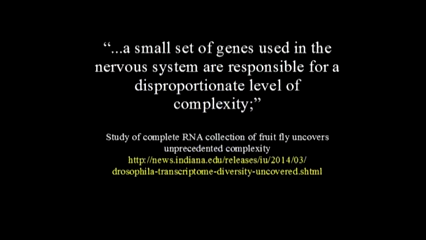 “...a small set of genes used in the
nervous system are responsible for a
disproportionate level of
complexity;”
Study of complete RNA collection of fruit fly uncovers
unprecedented complexity
http://news.indiana.edu/releases/iu/2014/03/
drosophila-transcriptome-diversity-uncovered.shtml